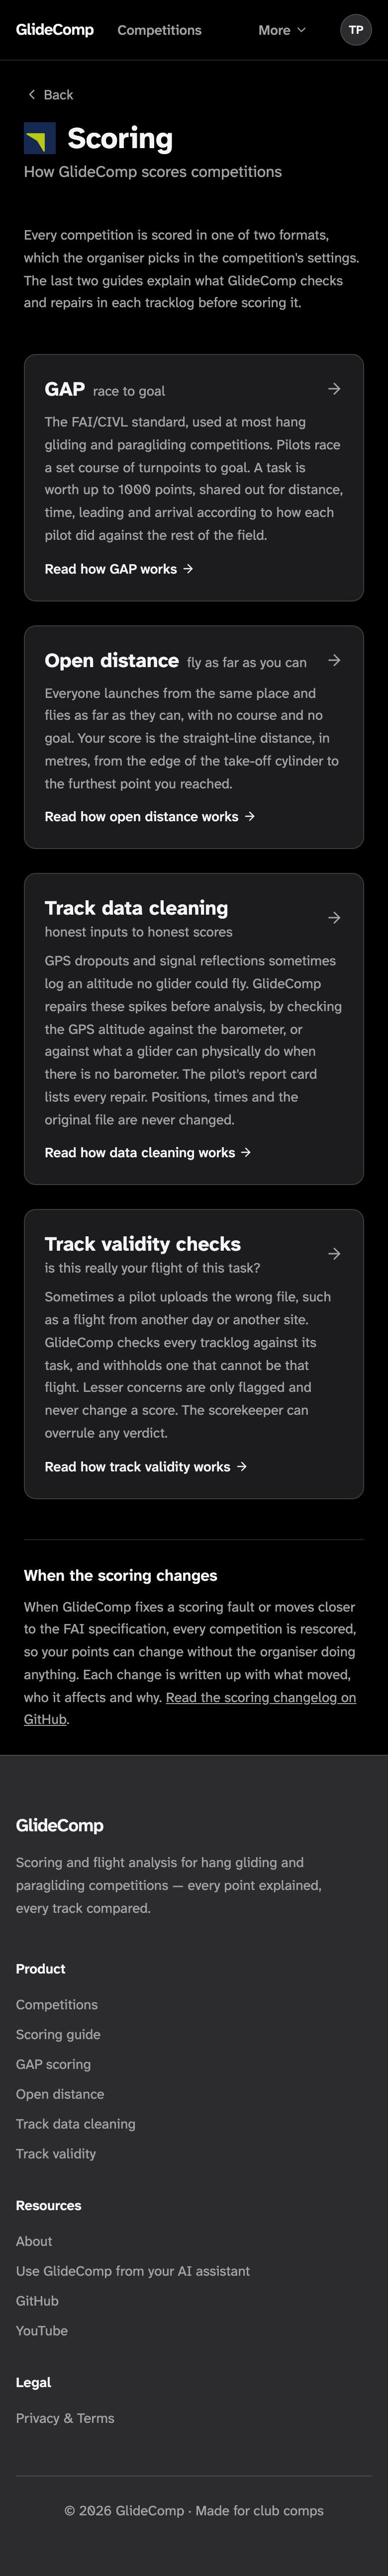 GlideComp Competitions More TP
Back
Scoring
How GlideComp scores competitions
Every competition is scored in one of two formats,
which the organiser picks in the competition's settings.
The last two guides explain what GlideComp checks
and repairs in each tracklog before scoring it.
GAP race to goal →
The FAI/CIVL standard, used at most hang
gliding and paragliding competitions. Pilots race
a set course of turnpoints to goal. A task is
worth up to 1000 points, shared out for distance,
time, leading and arrival according to how each
pilot did against the rest of the field.
Read how GAP works →
Open distance fly as far as you can →
Everyone launches from the same place and
flies as far as they can, with no course and no
goal. Your score is the straight-line distance, in
metres, from the edge of the take-off cylinder to
the furthest point you reached.
Read how open distance works →
Track data cleaning →
honest inputs to honest scores
GPS dropouts and signal reflections sometimes
log an altitude no glider could fly. GlideComp
repairs these spikes before analysis, by checking
the GPS altitude against the barometer, or
against what a glider can physically do when
there is no barometer. The pilot's report card
lists every repair. Positions, times and the
original file are never changed.
Read how data cleaning works →
Track validity checks →
is this really your flight of this task?
Sometimes a pilot uploads the wrong file, such
as a flight from another day or another site.
GlideComp checks every tracklog against its
task, and withholds one that cannot be that
flight. Lesser concerns are only flagged and
never change a score. The scorekeeper can
overrule any verdict.
Read how track validity works →
When the scoring changes
When GlideComp fixes a scoring fault or moves closer
to the FAI specification, every competition is rescored,
so your points can change without the organiser doing
anything. Each change is written up with what moved,
who it affects and why. Read the scoring changelog on
GitHub.
GlideComp
Scoring and flight analysis for hang gliding and
paragliding competitions — every point explained,
every track compared.
Product
Competitions
Scoring guide
GAP scoring
Open distance
Track data cleaning
Track validity
Resources
About
Use GlideComp from your AI assistant
GitHub
YouTube
Legal
Privacy & Terms
© 2026 GlideComp · Made for club comps